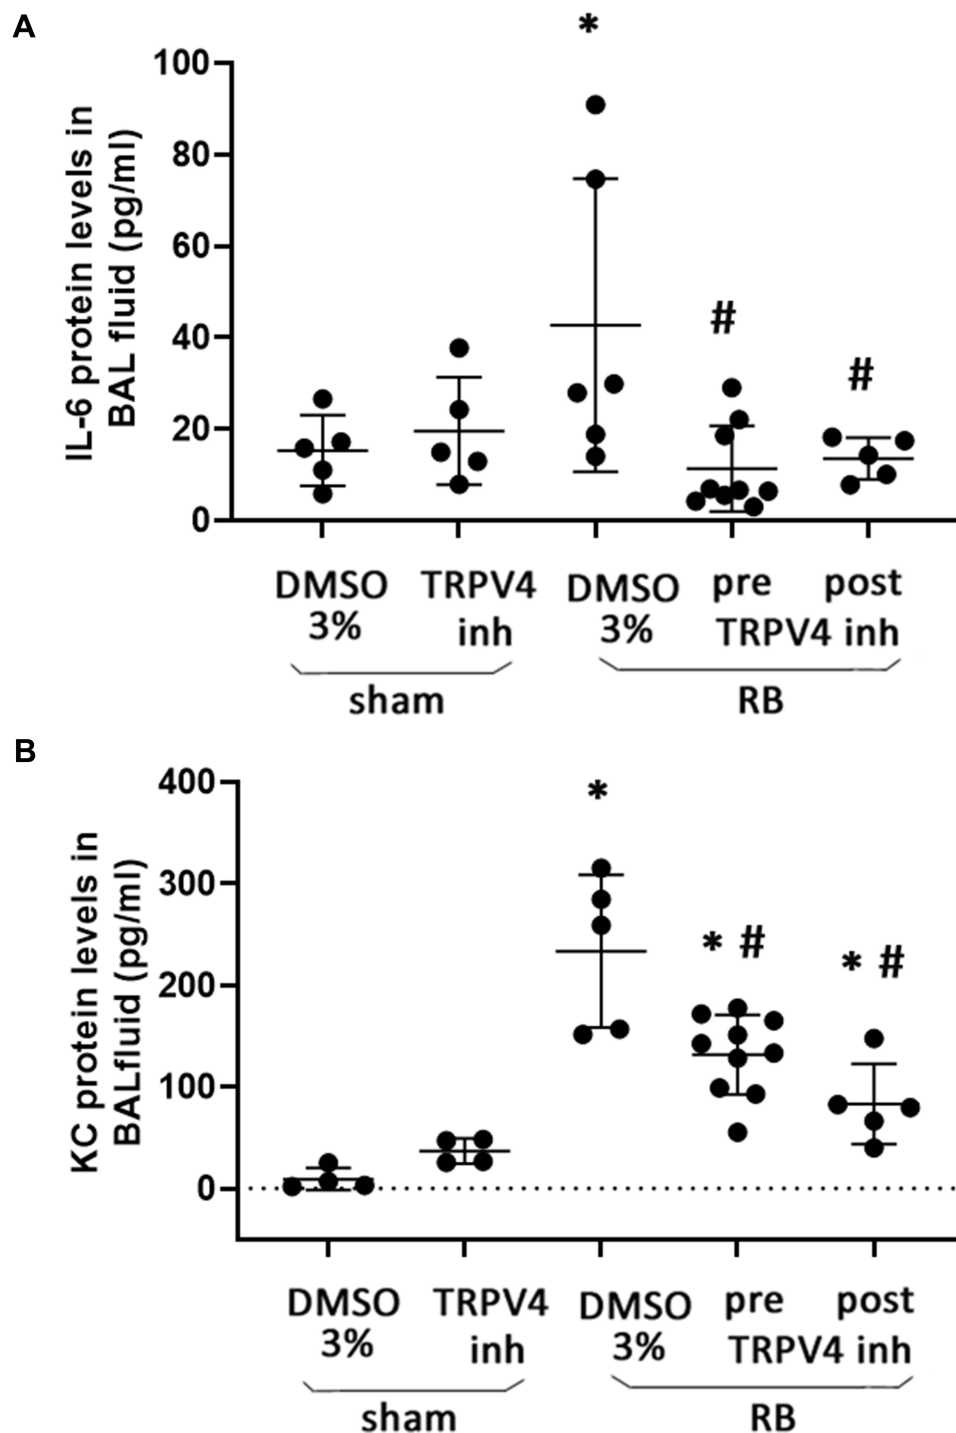 A
*
100
80
60
40
20
0
IL-6 protein levels in
BAL fluid (pg/ml)
#
#
DMSO
3%
TRPV4
inh
DMSO
3%
pre
post
TRPV4 inh
sham
RB
B
400
300
200
100
0
KC protein levels in
BALfluid (pg/ml)
*
* #
* #
DMSO
3%
TRPV4
inh
DMSO
3%
pre
post
TRPV4 inh
sham
RB